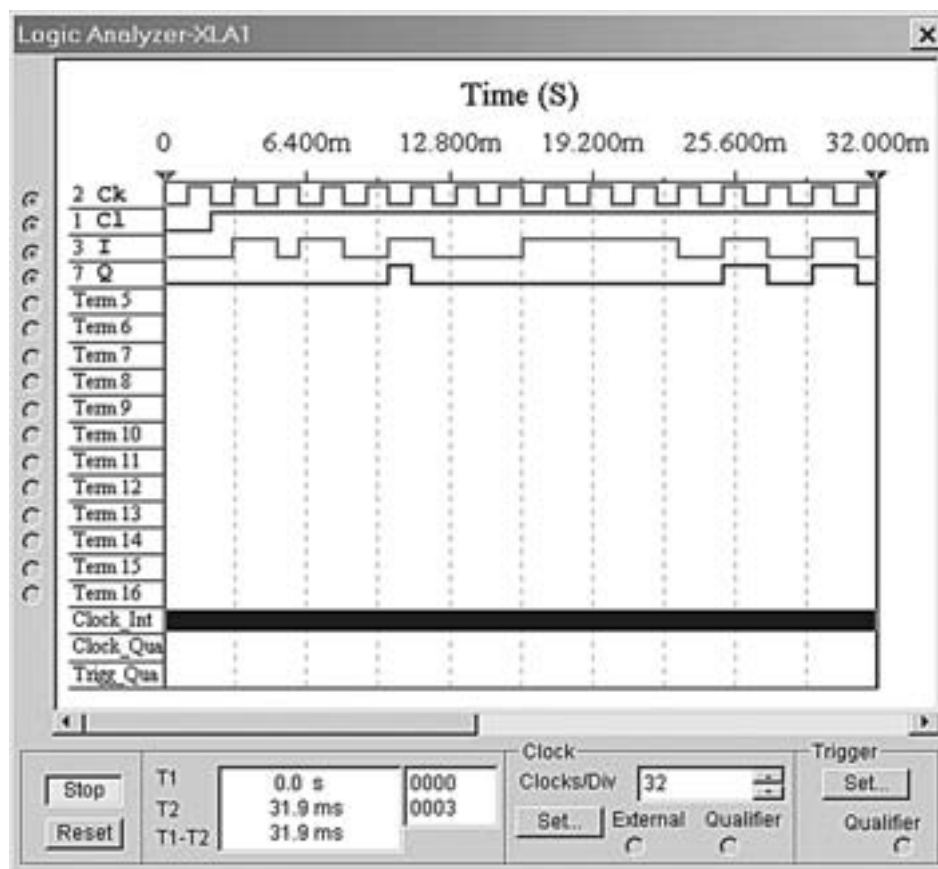 Logic Analyzer-XLA1
Time (S)
0 6.400m 12.800m 19.200m 25.600m 32.000m
2 Ck
1 Cl
3 I
7 Q
Term 5
Term 6
Term 7
Term 8
Term 9
Term 10
Term 11
Term 12
Term 13
Term 14
Term 15
Term 16
Clock_Int
Clock_Qua
Trigg_Qua
Stop
Reset
T1 0.0 s 0000
T2 31.9 ms 0003
T1-T2 31.9 ms
Clock
Clocks/Div 32
Set... External Qualifier
Trigger
Set...
Qualifier